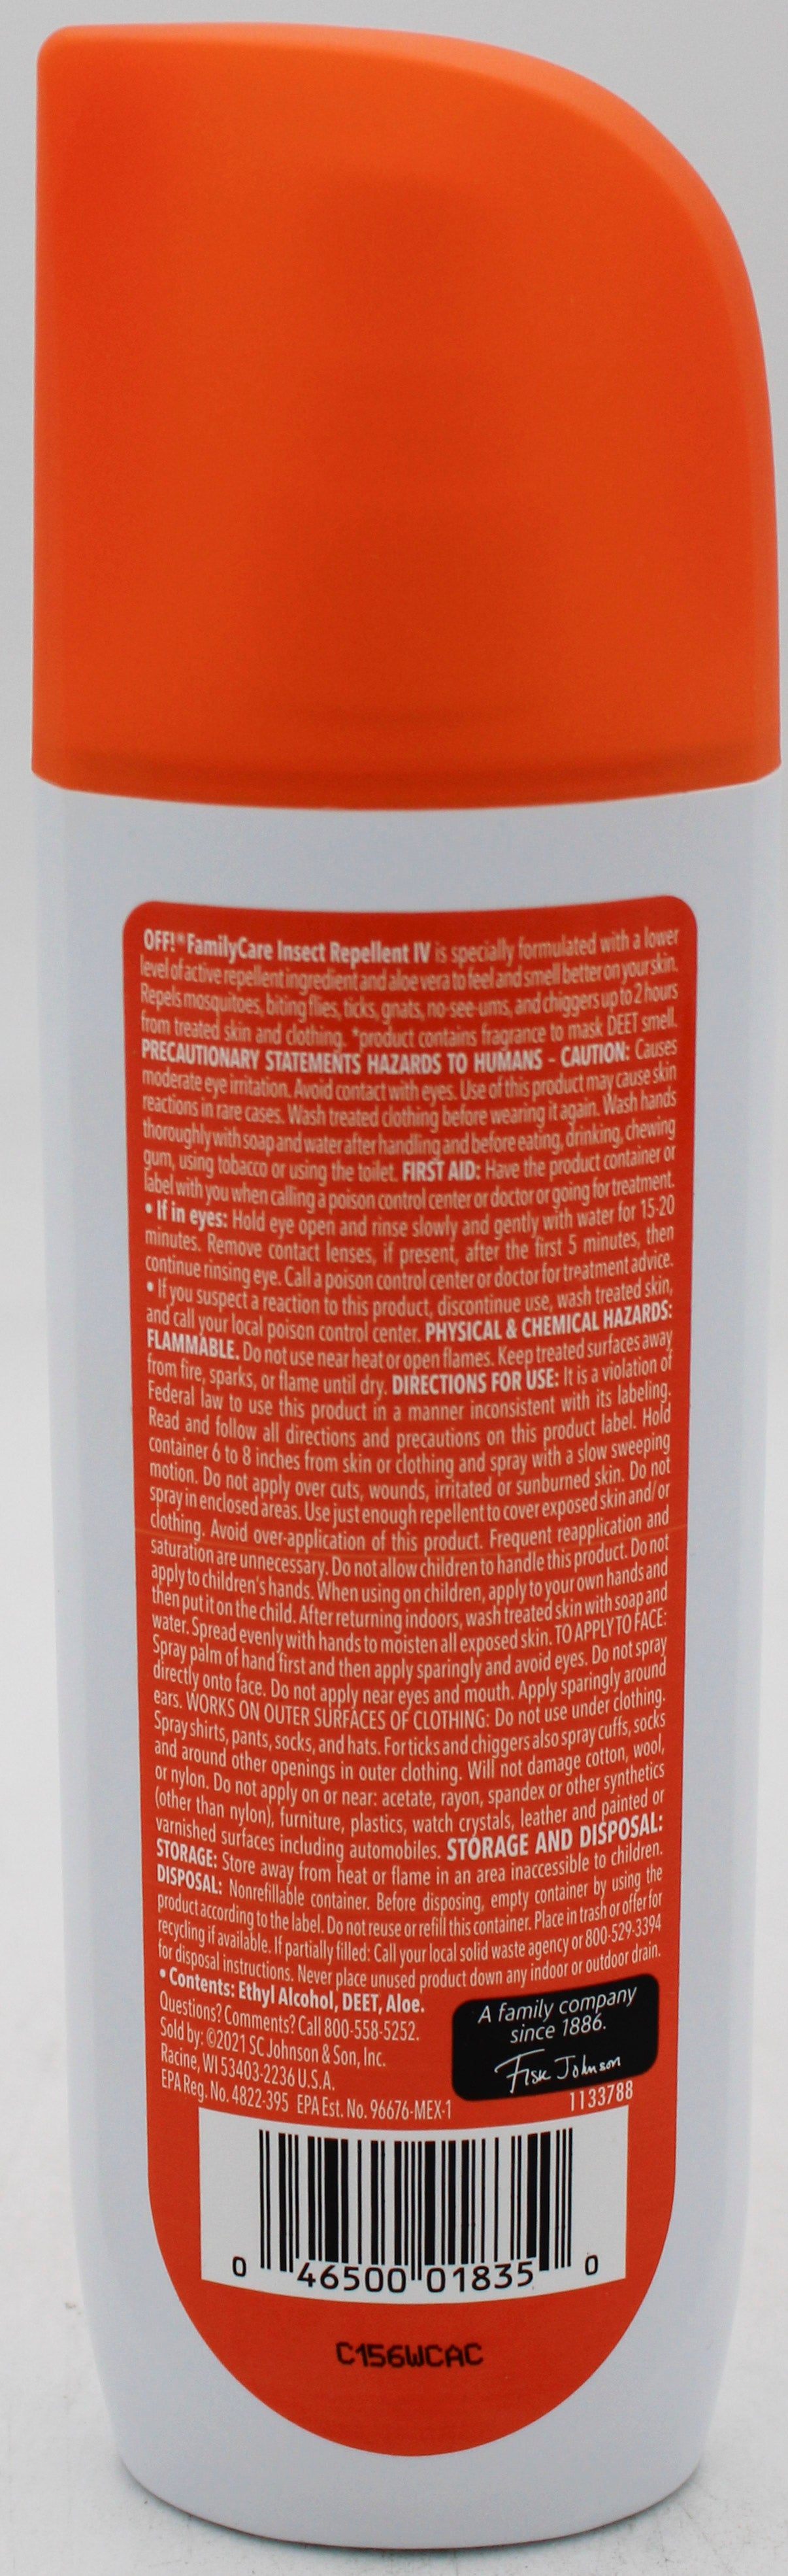 OFF!® FamilyCare Insect Repellent IV is specially formulated with a lower
level of active repellent ingredient and aloe vera to feel and smell better on your skin.
Repels mosquitoes, biting flies, ticks, gnats, no-see-ums, and chiggers up to 2 hours
from treated skin and clothing. *product contains fragrance to mask DEET smell.
PRECAUTIONARY STATEMENTS HAZARDS TO HUMANS – CAUTION: Causes
moderate eye irritation. Avoid contact with eyes. Use of this product may cause skin
reactions in rare cases. Wash treated clothing before wearing it again. Wash hands
thoroughly with soap and water after handling and before eating, drinking, chewing
gum, using tobacco or using the toilet. FIRST AID: Have the product container or
label with you when calling a poison control center or doctor or going for treatment.
• If in eyes: Hold eye open and rinse slowly and gently with water for 15-20
minutes. Remove contact lenses, if present, after the first 5 minutes, then
continue rinsing eye. Call a poison control center or doctor for treatment advice.
• If you suspect a reaction to this product, discontinue use, wash treated skin,
and call your local poison control center. PHYSICAL & CHEMICAL HAZARDS:
FLAMMABLE. Do not use near heat or open flames. Keep treated surfaces away
from fire, sparks, or flame until dry. DIRECTIONS FOR USE: It is a violation of
Federal law to use this product in a manner inconsistent with its labeling.
Read and follow all directions and precautions on this product label. Hold
container 6 to 8 inches from skin or clothing and spray with a slow sweeping
motion. Do not apply over cuts, wounds, irritated or sunburned skin. Do not
spray in enclosed areas. Use just enough repellent to cover exposed skin and/or
clothing. Avoid over-application of this product. Frequent reapplication and
saturation are unnecessary. Do not allow children to handle this product. Do not
apply to children's hands. When using on children, apply to your own hands and
then put it on the child. After returning indoors, wash treated skin with soap and
water. Spread evenly with hands to moisten all exposed skin. TO APPLY TO FACE:
Spray palm of hand first and then apply sparingly and avoid eyes. Do not spray
directly onto face. Do not apply near eyes and mouth. Apply sparingly around
ears. WORKS ON OUTER SURFACES OF CLOTHING: Do not use under clothing.
Spray shirts, pants, socks, and hats. For ticks and chiggers also spray cuffs, socks
and around other openings in outer clothing. Will not damage cotton, wool,
or nylon. Do not apply on or near: acetate, rayon, spandex or other synthetics
(other than nylon), furniture, plastics, watch crystals, leather and painted or
varnished surfaces including automobiles. STORAGE AND DISPOSAL:
STORAGE: Store away from heat or flame in an area inaccessible to children.
DISPOSAL: Nonrefillable container. Before disposing, empty container by using the
product according to the label. Do not reuse or refill this container. Place in trash or offer for
recycling if available. If partially filled: Call your local solid waste agency or 800-529-3394
for disposal instructions. Never place unused product down any indoor or outdoor drain.
• Contents: Ethyl Alcohol, DEET, Aloe.
Questions? Comments? Call 800-558-5252.
Sold by: ©2021 SC Johnson & Son, Inc.
Racine, WI 53403-2236 U.S.A.
EPA Reg. No. 4822-395 EPA Est. No. 96676-MEX-1
A family company
since 1886.
Fisk Johnson
1133788
0 46500 01835 0
C156WCAC